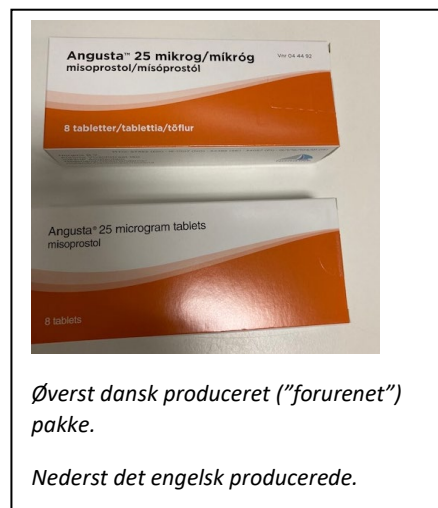 Angusta™ 25 mikrog/míkróg
misoprostol/mísóprostól
Vnr 04 44 92
8 tabletter/tablettia/töflur
Angusta® 25 microgram tablets
misoprostol
8 tablets
Øverst dansk produceret (”forurenet”)
pakke.
Nederst det engelsk producerede.